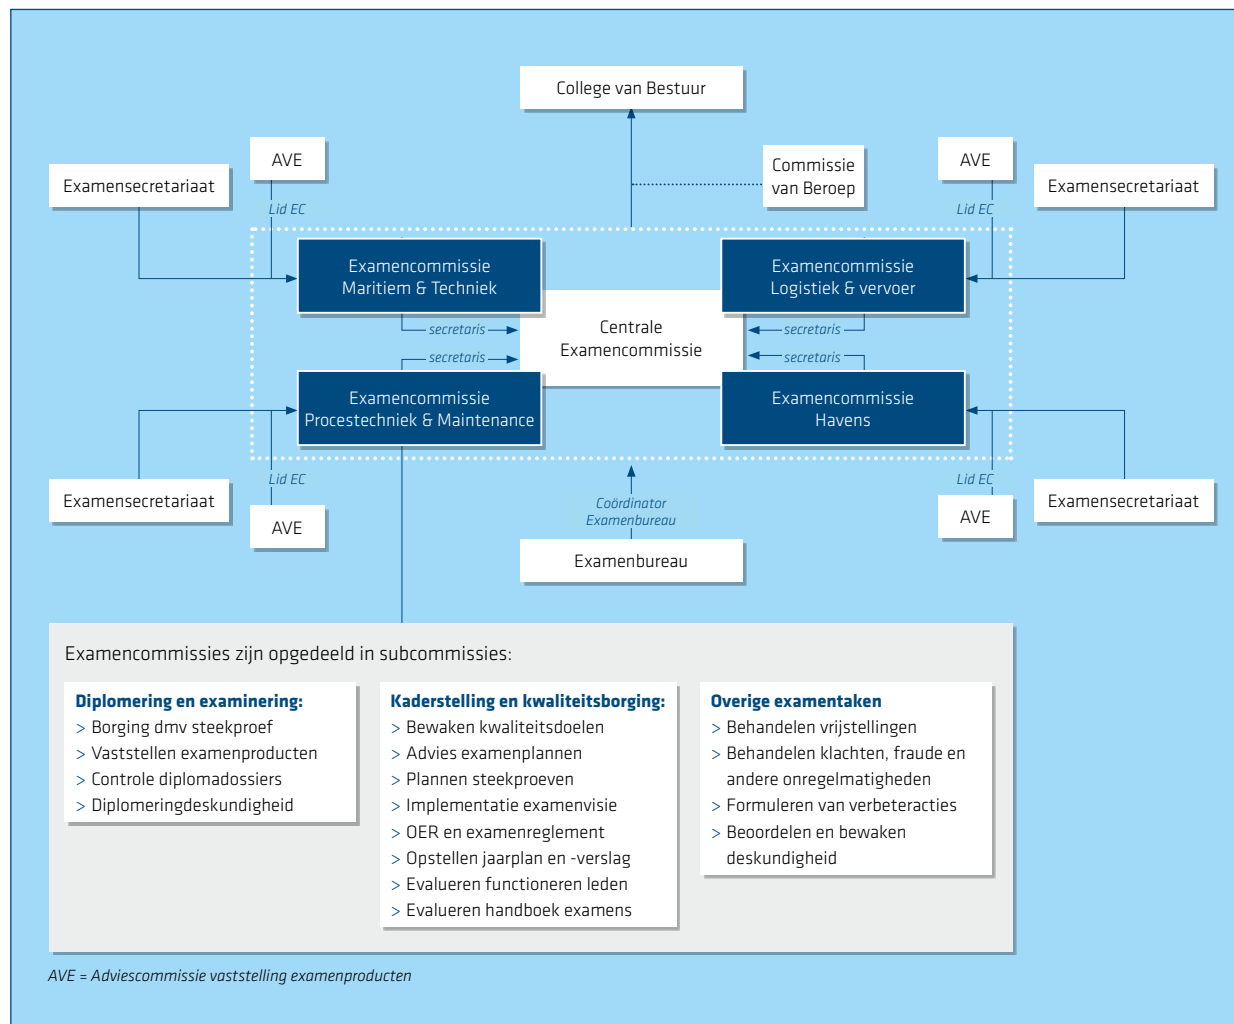 College van Bestuur
AVE
Commissie
van Beroep
AVE
Examensecretariaat
Examensecretariaat
Lid EC
Lid EC
Examencommissie
Maritiem & Techniek
Examencommissie
Logistiek & vervoer
secretaris
Centrale
Examencommissie
secretaris
secretaris
secretaris
Examencommissie
Procestechniek & Maintenance
Examencommissie
Havens
Lid EC
Lid EC
Examensecretariaat
Coördinator
Examenbureau
Examensecretariaat
AVE
AVE
Examenbureau
Examencommissies zijn opgedeeld in subcommissies:
Diplomering en examinering:
> Borging dmv steekproef
> Vaststellen examenproducten
> Controle diplomadossiers
> Diplomeringdeskundigheid
Kaderstelling en kwaliteitsborging:
> Bewaken kwaliteitsdoelen
> Advies examenplannen
> Plannen steekproeven
> Implementatie examenvisie
> OER en examenreglement
> Opstellen jaarplan en -verslag
> Evalueren functioneren leden
> Evalueren handboek examens
Overige examentaken
> Behandelen vrijstellingen
> Behandelen klachten, fraude en
andere onregelmatigheden
> Formuleren van verbeteracties
> Beoordelen en bewaken
deskundigheid
AVE = Adviescommissie vaststelling examenproducten